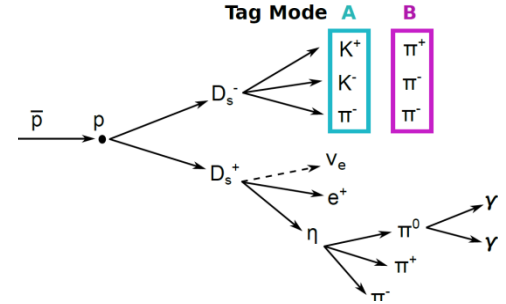 Tag Mode A B
K⁺ π⁺
p̅ p D_s⁻ K⁻ π⁻
π⁻ π⁻
D_s⁺ ν_e
e⁺
η π⁰ γ
γ
π⁺
π⁻